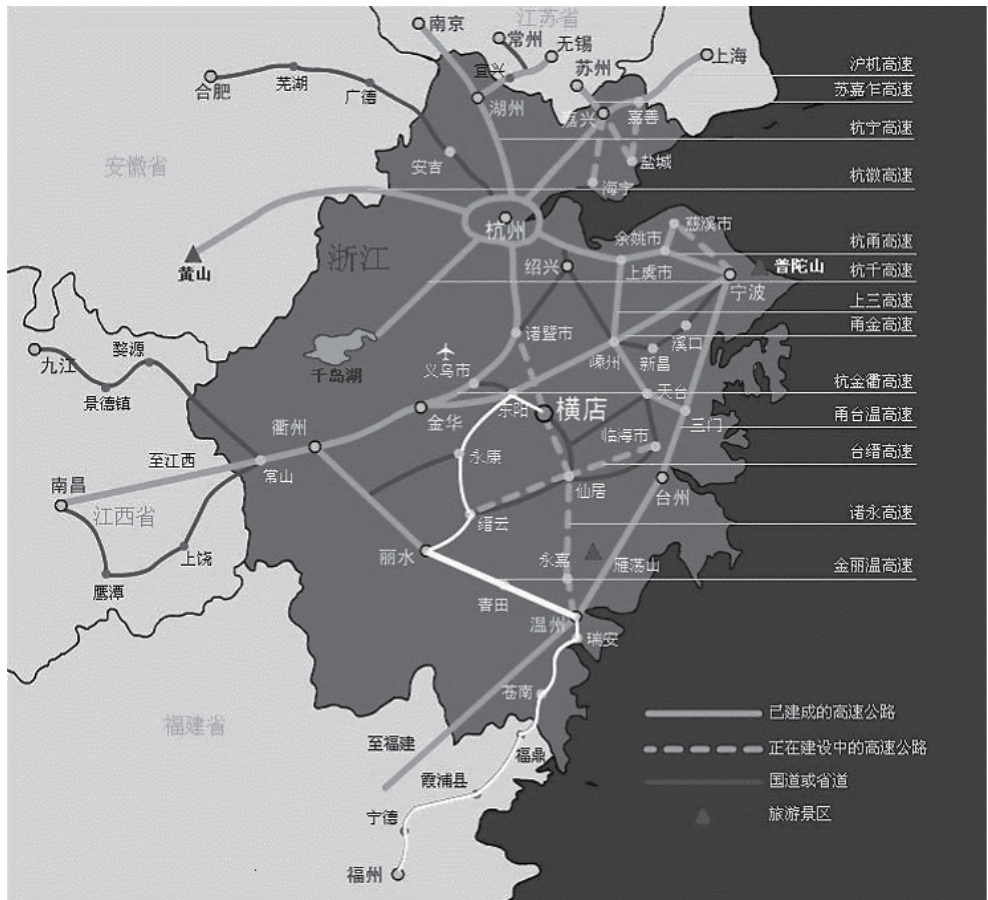 南京
江苏省
常州
无锡
上海
宜兴
苏州
合肥
芜湖
广德
湖州
嘉兴
嘉善
沪杭高速
苏嘉乍高速
杭宁高速
安徽省
安吉
盐城
海宁
杭徽高速
杭州
慈溪市
余姚市
浙江
黄山
绍兴
上虞市
普陀山
宁波
杭甬高速
杭千高速
上三高速
甬金高速
诸暨市
溪口
九江
婺源
千岛湖
义乌市
嵊州
新昌
景德镇
天台
杭金衢高速
东阳
横店
金华
三门
甬台温高速
衢州
临海市
至江西
永康
台缙高速
常山
南昌
仙居
台州
江西省
缙云
诸永高速
上饶
丽水
永嘉
雁荡山
金丽温高速
鹰潭
青田
温州
瑞安
苍南
福建省
至福建
福鼎
霞浦县
宁德
福州
已建成的高速公路
正在建设中的高速公路
国道或省道
旅游景区